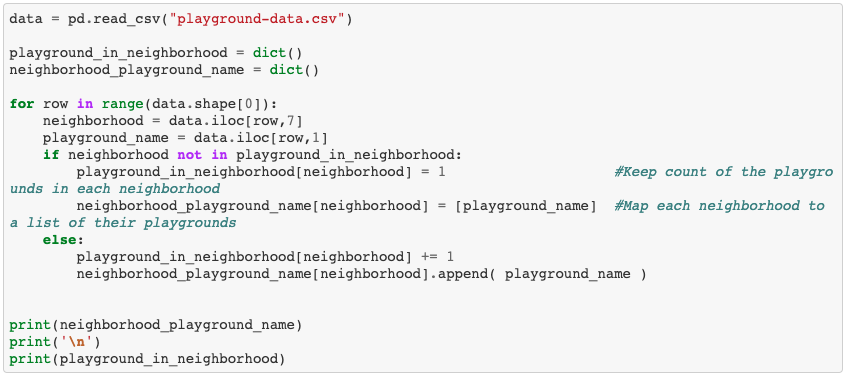 data = pd.read_csv("playground-data.csv")
playground_in_neighborhood = dict()
neighborhood_playground_name = dict()
for row in range(data.shape[0]):
    neighborhood = data.iloc[row,7]
    playground_name = data.iloc[row,1]
    if neighborhood not in playground_in_neighborhood:
        playground_in_neighborhood[neighborhood] = 1                    #Keep count of the playgro
unds in each neighborhood
        neighborhood_playground_name[neighborhood] = [playground_name]  #Map each neighborhood to
a list of their playgrounds
    else:
        playground_in_neighborhood[neighborhood] += 1
        neighborhood_playground_name[neighborhood].append( playground_name )
print(neighborhood_playground_name)
print('\n')
print(playground_in_neighborhood)